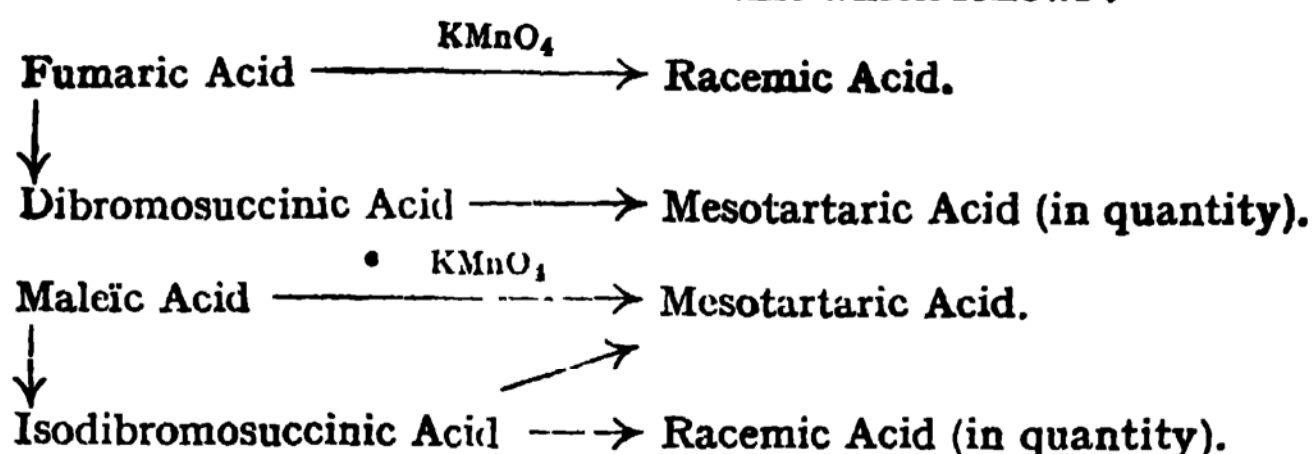 KMnO₄
Fumaric Acid → Racemic Acid.
Dibromosuccinic Acid → Mesotartaric Acid (in quantity).
KMnO₄
Maleïc Acid → Mesotartaric Acid.
Isodibromosuccinic Acid → Racemic Acid (in quantity).